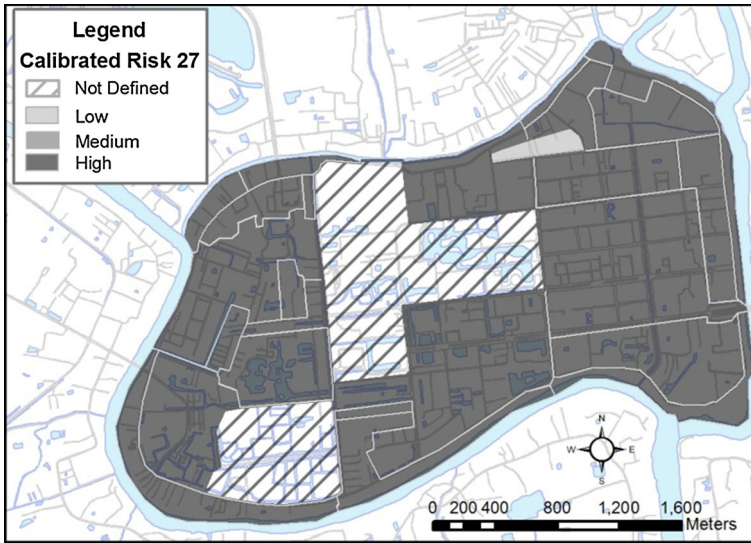 Legend
Calibrated Risk 27
Not Defined
Low
Medium
High
N
W E
S
0 200 400 800 1,200 1,600
Meters